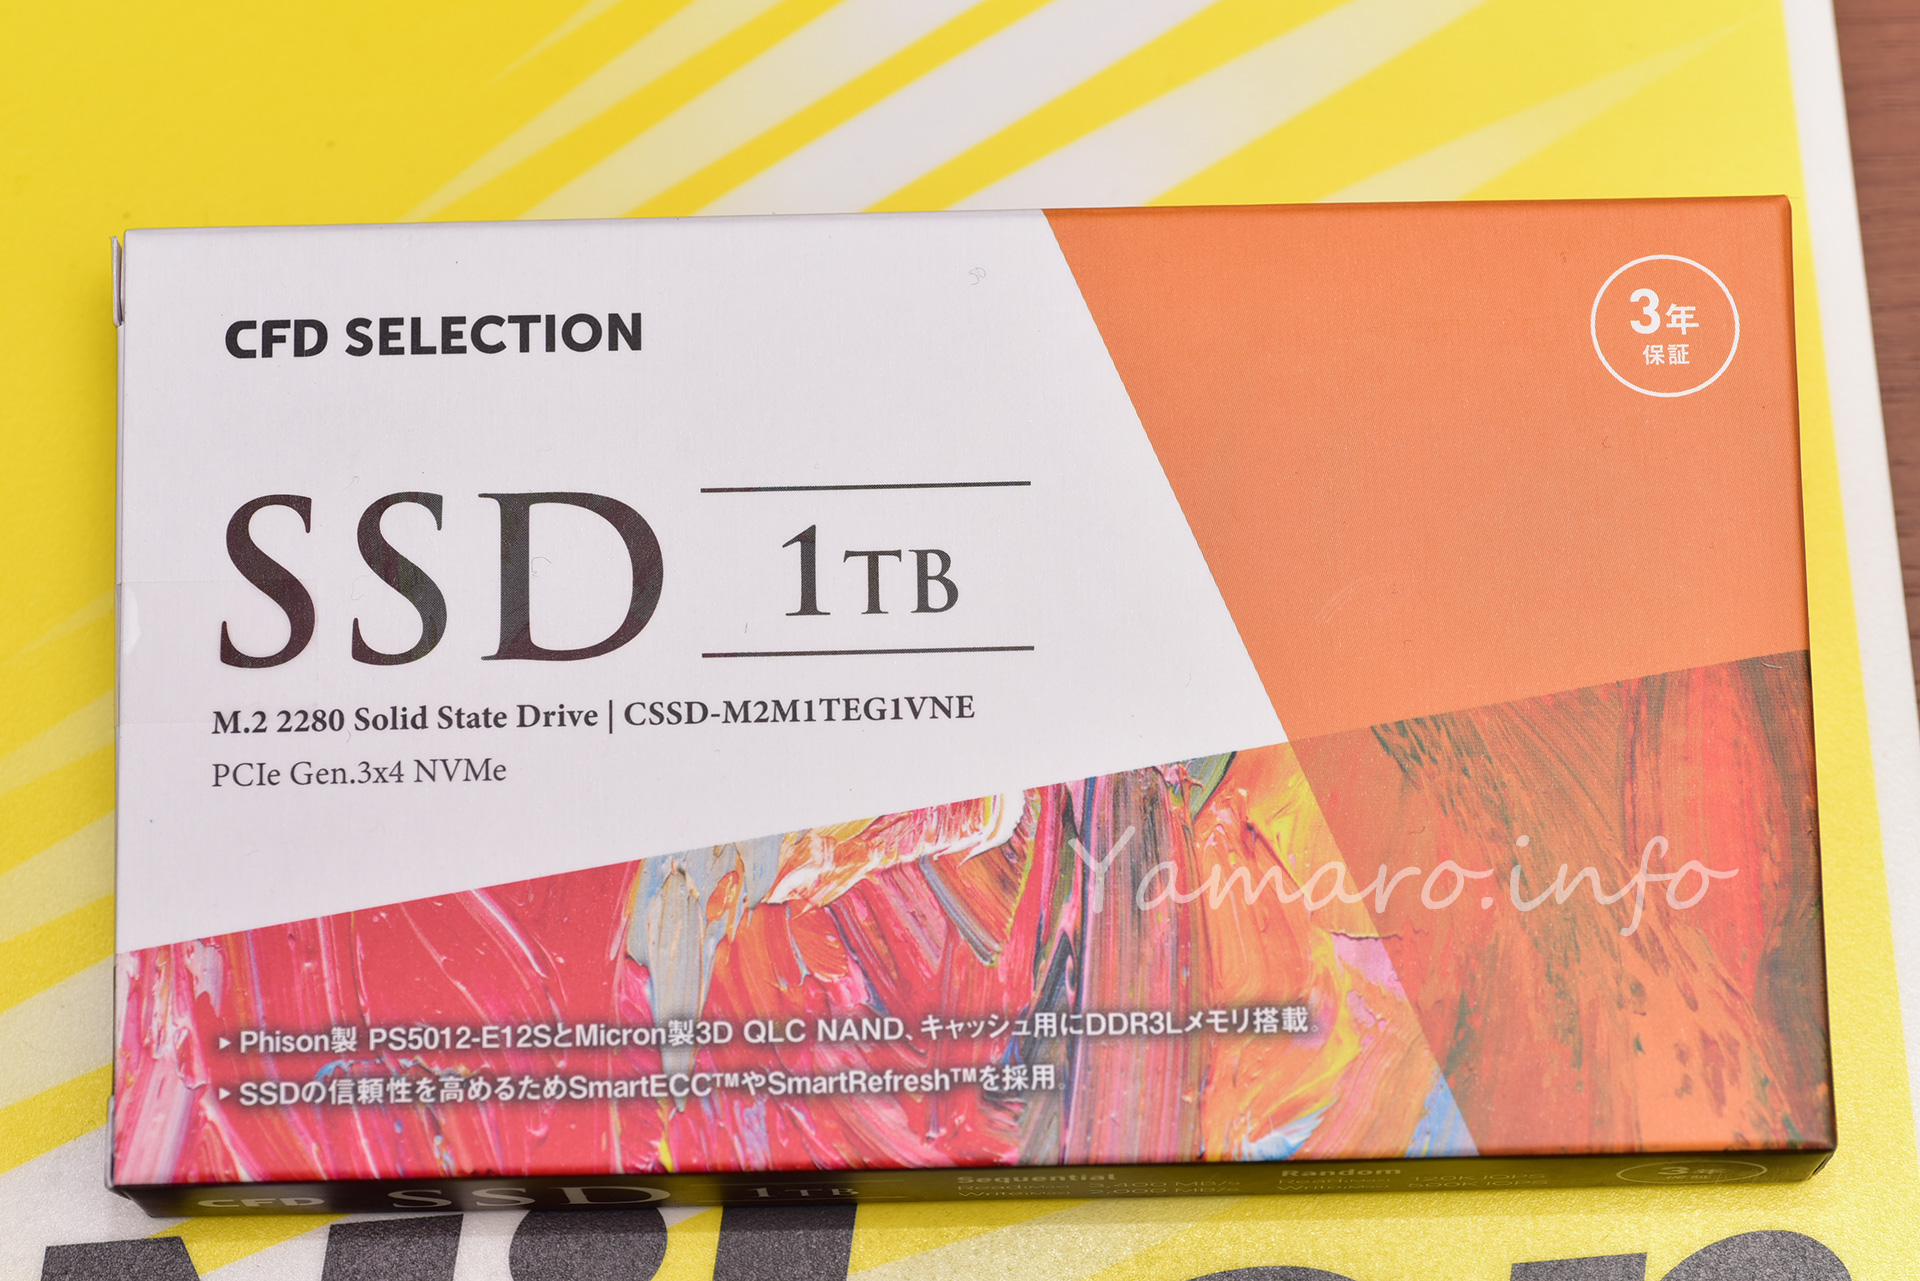 CFD SELECTION
3年
保証
SSD
1TB
M.2 2280 Solid State Drive | CSSD-M2M1TEG1VNE
PCIe Gen.3x4 NVMe
Yamaro.info
▸ Phison製 PS5012-E12SとMicron製3D QLC NAND、キャッシュ用にDDR3Lメモリ搭載。
▸ SSDの信頼性を高めるためSmartECC™やSmartRefresh™を採用。
CFD SSD 1TB Sequential Random 3年